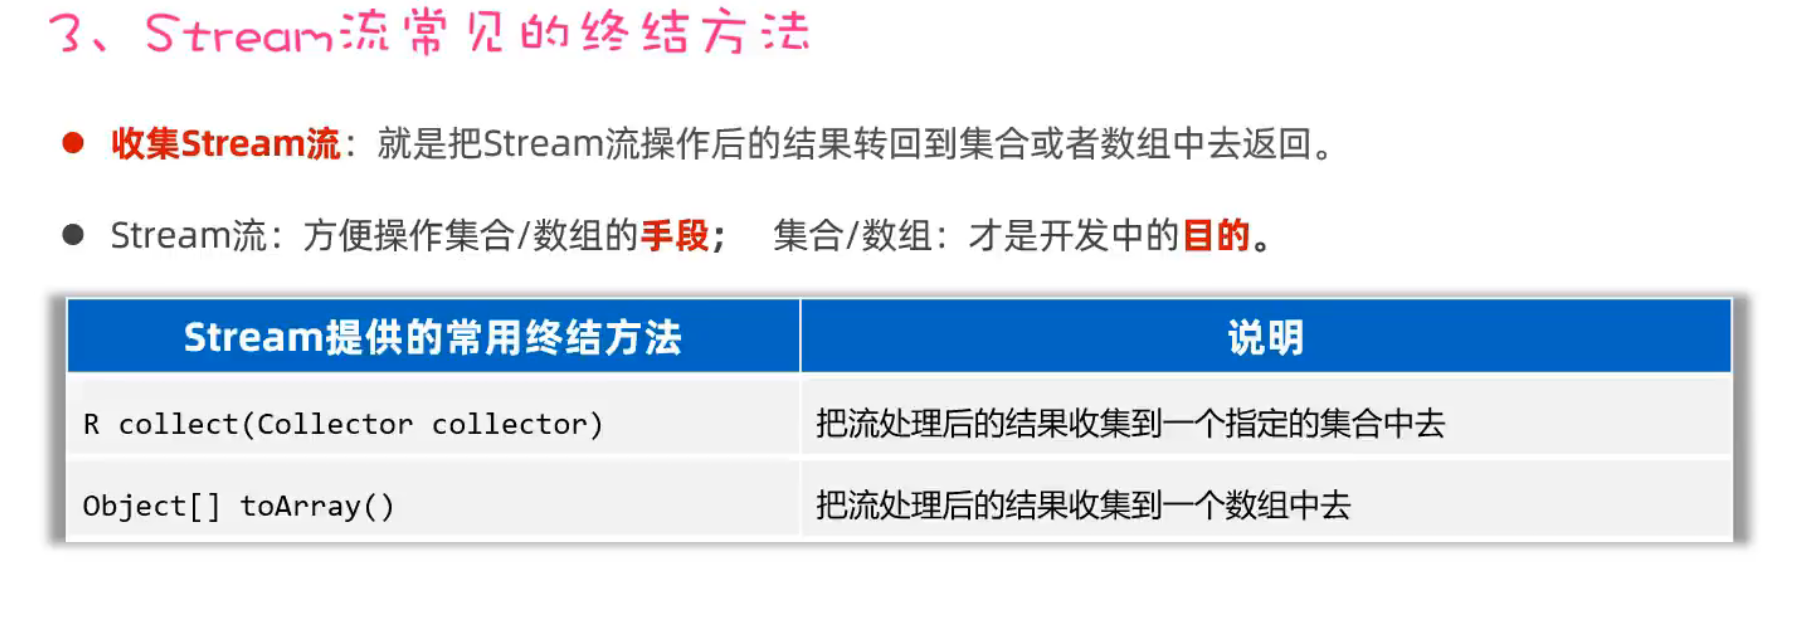 3、Stream流常见的终结方法
收集Stream流：就是把Stream流操作后的结果转回到集合或者数组中去返回。
Stream流：方便操作集合/数组的手段； 集合/数组：才是开发中的目的。
Stream提供的常用终结方法 说明
R collect(Collector collector) 把流处理后的结果收集到一个指定的集合中去
Object[] toArray() 把流处理后的结果收集到一个数组中去